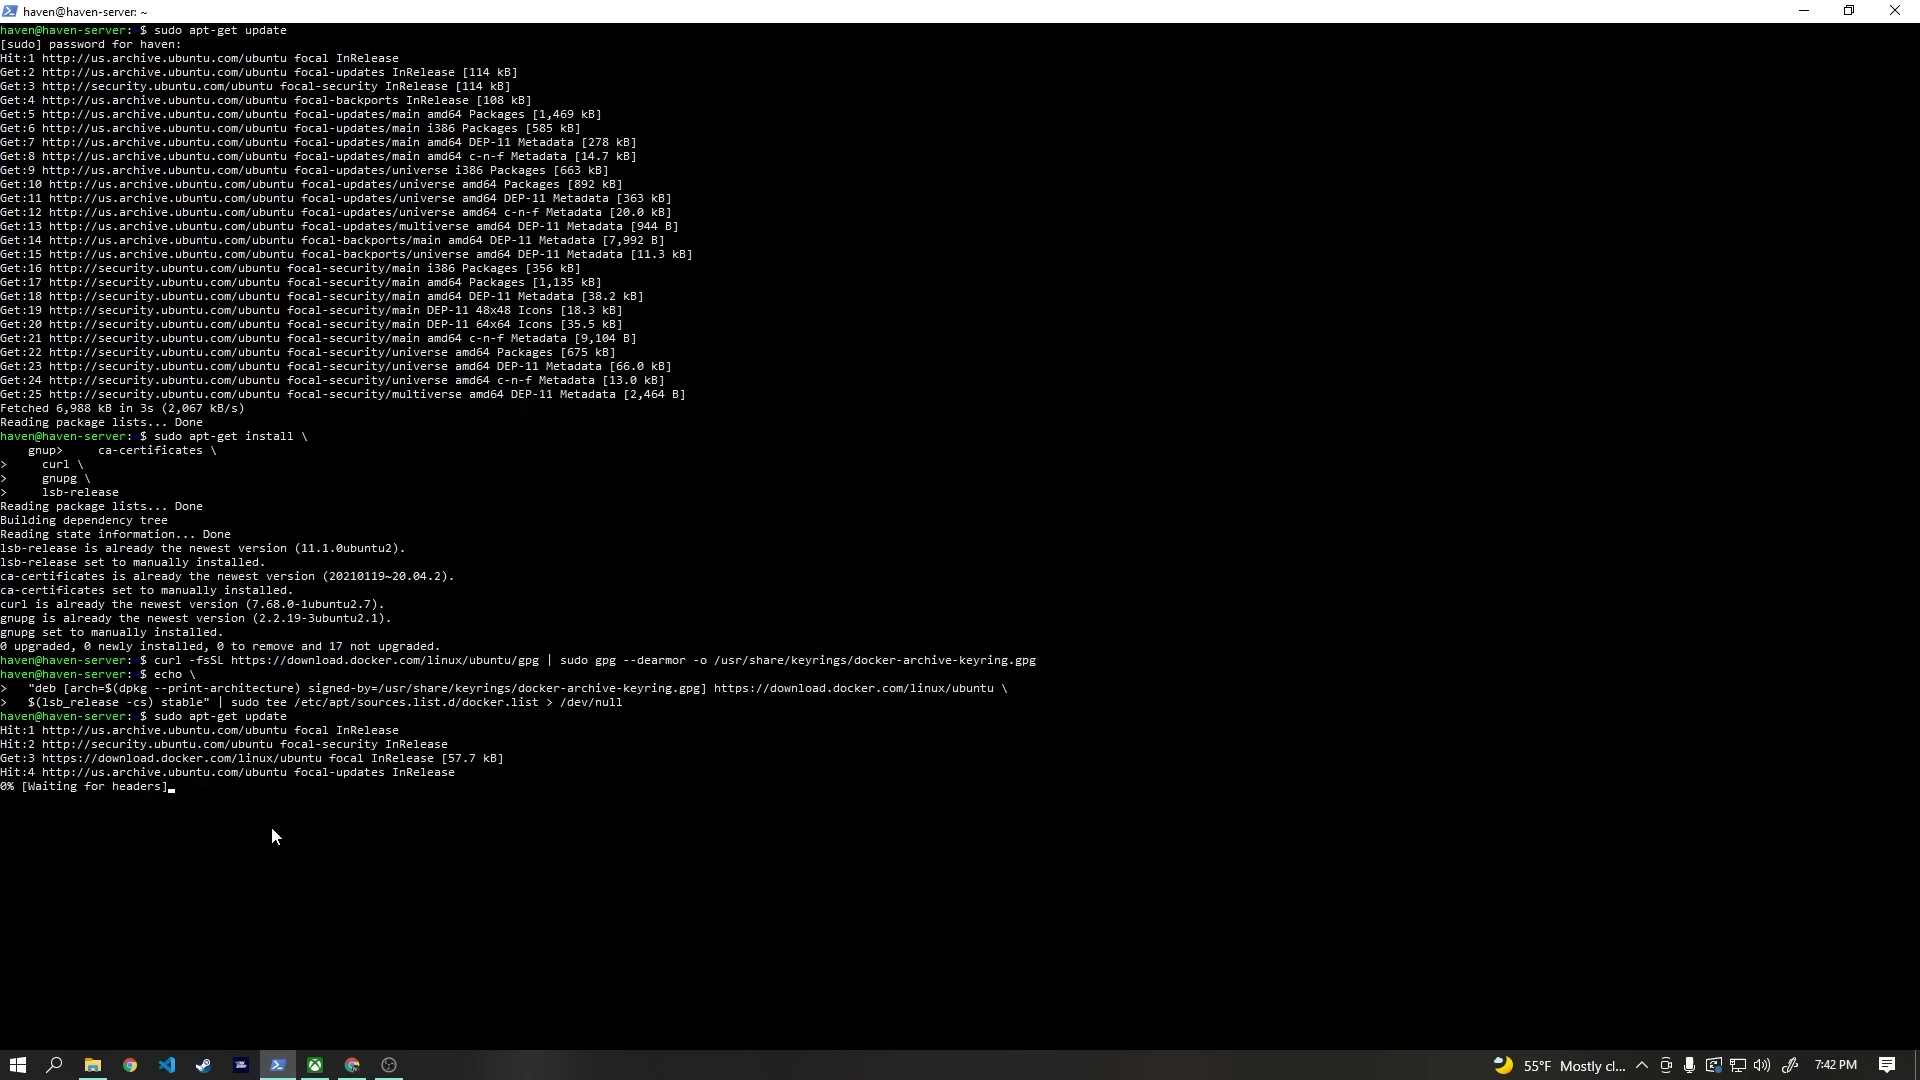 haven@haven-server: ~
haven@haven-server:~$ sudo apt-get update
[sudo] password for haven:
Hit:1 http://us.archive.ubuntu.com/ubuntu focal InRelease
Get:2 http://us.archive.ubuntu.com/ubuntu focal-updates InRelease [114 kB]
Get:3 http://security.ubuntu.com/ubuntu focal-security InRelease [114 kB]
Get:4 http://us.archive.ubuntu.com/ubuntu focal-backports InRelease [108 kB]
Get:5 http://us.archive.ubuntu.com/ubuntu focal-updates/main amd64 Packages [1,469 kB]
Get:6 http://us.archive.ubuntu.com/ubuntu focal-updates/main i386 Packages [585 kB]
Get:7 http://us.archive.ubuntu.com/ubuntu focal-updates/main amd64 DEP-11 Metadata [278 kB]
Get:8 http://us.archive.ubuntu.com/ubuntu focal-updates/main amd64 c-n-f Metadata [14.7 kB]
Get:9 http://us.archive.ubuntu.com/ubuntu focal-updates/universe i386 Packages [663 kB]
Get:10 http://us.archive.ubuntu.com/ubuntu focal-updates/universe amd64 Packages [892 kB]
Get:11 http://us.archive.ubuntu.com/ubuntu focal-updates/universe amd64 DEP-11 Metadata [363 kB]
Get:12 http://us.archive.ubuntu.com/ubuntu focal-updates/universe amd64 c-n-f Metadata [20.0 kB]
Get:13 http://us.archive.ubuntu.com/ubuntu focal-updates/multiverse amd64 DEP-11 Metadata [944 B]
Get:14 http://us.archive.ubuntu.com/ubuntu focal-backports/main amd64 DEP-11 Metadata [7,992 B]
Get:15 http://us.archive.ubuntu.com/ubuntu focal-backports/universe amd64 DEP-11 Metadata [11.3 kB]
Get:16 http://security.ubuntu.com/ubuntu focal-security/main i386 Packages [356 kB]
Get:17 http://security.ubuntu.com/ubuntu focal-security/main amd64 Packages [1,135 kB]
Get:18 http://security.ubuntu.com/ubuntu focal-security/main amd64 DEP-11 Metadata [38.2 kB]
Get:19 http://security.ubuntu.com/ubuntu focal-security/main DEP-11 48x48 Icons [18.3 kB]
Get:20 http://security.ubuntu.com/ubuntu focal-security/main DEP-11 64x64 Icons [35.5 kB]
Get:21 http://security.ubuntu.com/ubuntu focal-security/main amd64 c-n-f Metadata [9,104 B]
Get:22 http://security.ubuntu.com/ubuntu focal-security/universe amd64 Packages [675 kB]
Get:23 http://security.ubuntu.com/ubuntu focal-security/universe amd64 DEP-11 Metadata [66.0 kB]
Get:24 http://security.ubuntu.com/ubuntu focal-security/universe amd64 c-n-f Metadata [13.0 kB]
Get:25 http://security.ubuntu.com/ubuntu focal-security/multiverse amd64 DEP-11 Metadata [2,464 B]
Fetched 6,988 kB in 3s (2,067 kB/s)
Reading package lists... Done
haven@haven-server:~$ sudo apt-get install \
    gnup>     ca-certificates \
>     curl \
>     gnupg \
>     lsb-release
Reading package lists... Done
Building dependency tree
Reading state information... Done
lsb-release is already the newest version (11.1.0ubuntu2).
lsb-release set to manually installed.
ca-certificates is already the newest version (20210119~20.04.2).
ca-certificates set to manually installed.
curl is already the newest version (7.68.0-1ubuntu2.7).
gnupg is already the newest version (2.2.19-3ubuntu2.1).
gnupg set to manually installed.
0 upgraded, 0 newly installed, 0 to remove and 17 not upgraded.
haven@haven-server:~$ curl -fsSL https://download.docker.com/linux/ubuntu/gpg | sudo gpg --dearmor -o /usr/share/keyrings/docker-archive-keyring.gpg
haven@haven-server:~$ echo \
>   "deb [arch=$(dpkg --print-architecture) signed-by=/usr/share/keyrings/docker-archive-keyring.gpg] https://download.docker.com/linux/ubuntu \
>   $(lsb_release -cs) stable" | sudo tee /etc/apt/sources.list.d/docker.list > /dev/null
haven@haven-server:~$ sudo apt-get update
Hit:1 http://us.archive.ubuntu.com/ubuntu focal InRelease
Hit:2 http://security.ubuntu.com/ubuntu focal-security InRelease
Get:3 https://download.docker.com/linux/ubuntu focal InRelease [57.7 kB]
Hit:4 http://us.archive.ubuntu.com/ubuntu focal-updates InRelease
0% [Waiting for headers]
55°F Mostly cl... 7:42 PM